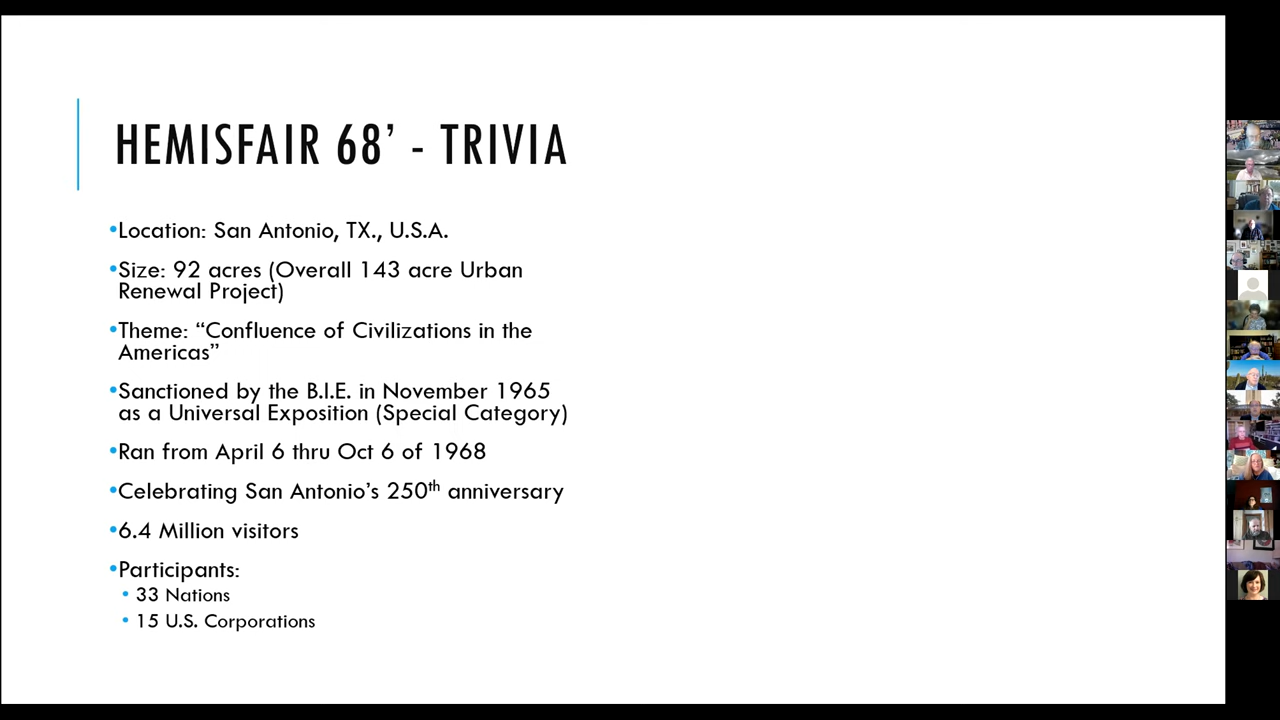 HEMISFAIR 68’ - TRIVIA
•Location: San Antonio, TX., U.S.A.
•Size: 92 acres (Overall 143 acre Urban
Renewal Project)
•Theme: “Confluence of Civilizations in the
Americas”
•Sanctioned by the B.I.E. in November 1965
as a Universal Exposition (Special Category)
•Ran from April 6 thru Oct 6 of 1968
•Celebrating San Antonio’s 250th anniversary
•6.4 Million visitors
•Participants:
• 33 Nations
• 15 U.S. Corporations